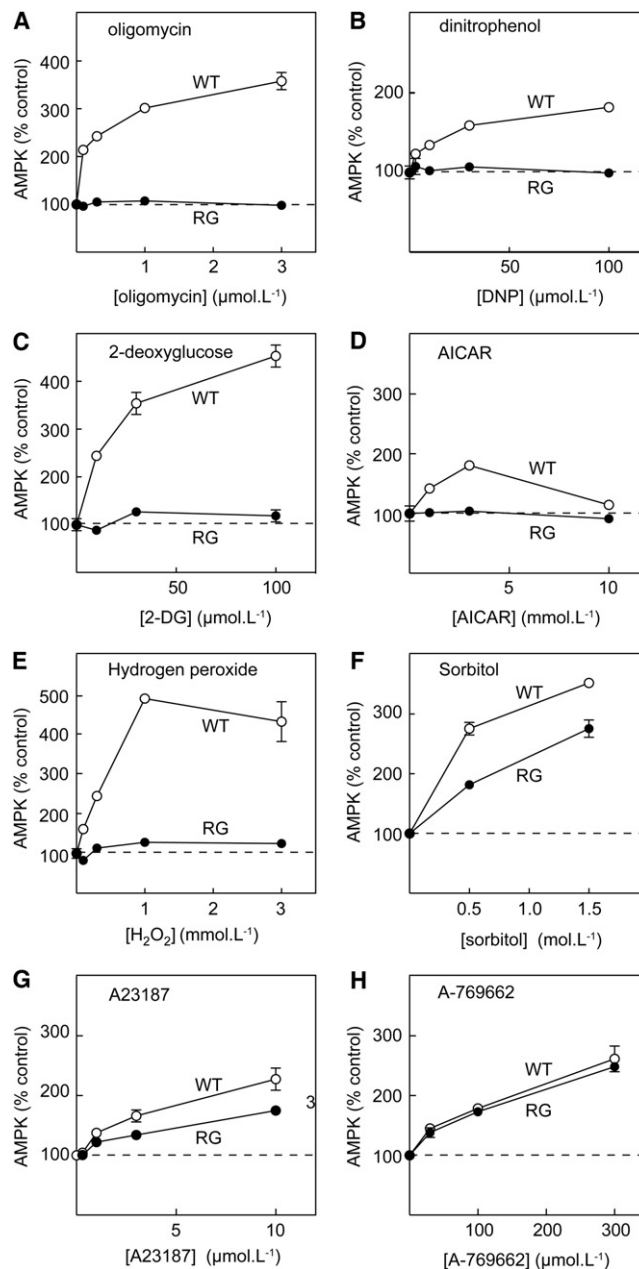 A
oligomycin
AMPK (% control)
400
300
200
100
WT
RG
1
2
3
[oligomycin] (µmol.L-1)
B
dinitrophenol
AMPK (% control)
200
100
WT
RG
50
100
[DNP] (µmol.L-1)
C
2-deoxyglucose
AMPK (% control)
400
300
200
100
WT
RG
50
100
[2-DG] (µmol.L-1)
D
AICAR
AMPK (% control)
300
200
100
WT
RG
5
10
[AICAR] (mmol.L-1)
E
Hydrogen peroxide
AMPK (% control)
500
400
300
200
100
WT
RG
1
2
3
[H2O2] (mmol.L-1)
F
Sorbitol
AMPK (% control)
300
200
100
WT
RG
0.5
1.0
1.5
[sorbitol] (mol.L-1)
G
A23187
AMPK (% control)
300
200
100
WT
RG
3
5
10
[A23187] (µmol.L-1)
H
A-769662
AMPK (% control)
300
200
100
WT
RG
100
200
300
[A-769662] (µmol.L-1)